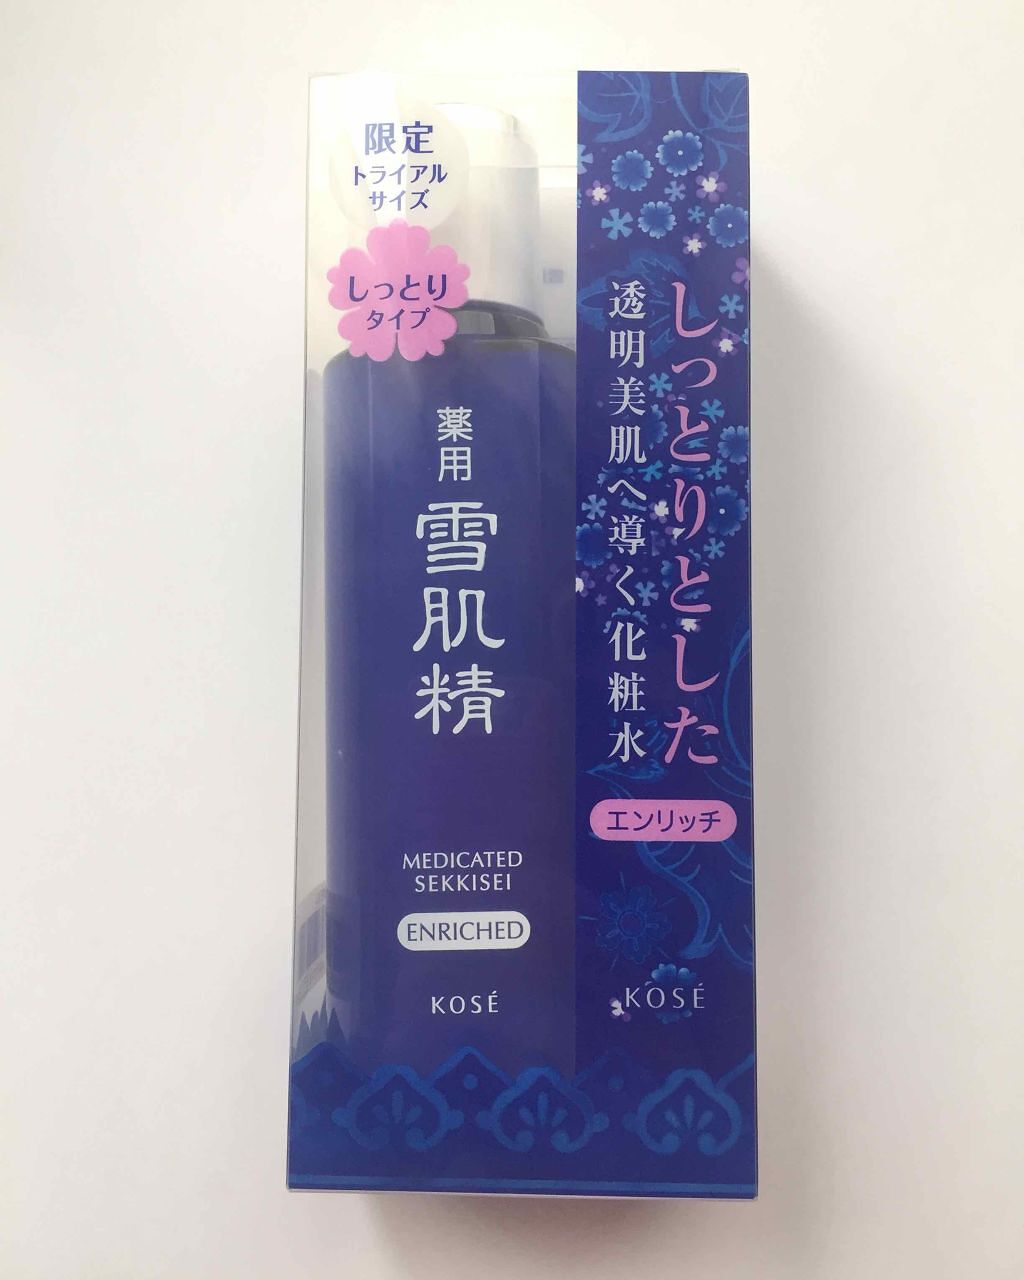 限定
トライアル
サイズ
しっとり
タイプ
薬用
雪肌精
MEDICATED
SEKKISEI
ENRICHED
KOSÉ
しっとりとした
透明美肌へ導く化粧水
エンリッチ
KOSÉ